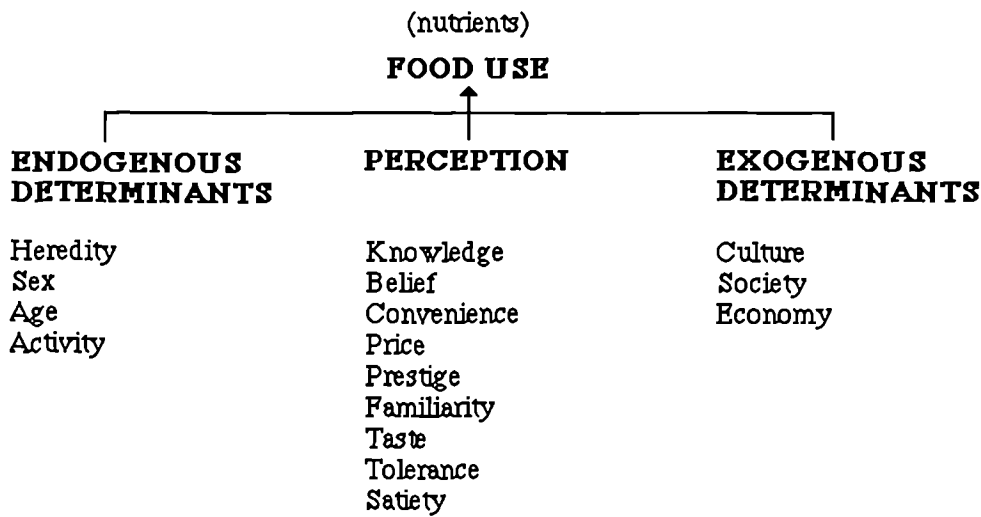 (nutrients)
FOOD USE
ENDOGENOUS
DETERMINANTS
Heredity
Sex
Age
Activity
PERCEPTION
Knowledge
Belief
Convenience
Price
Prestige
Familiarity
Taste
Tolerance
Satiety
EXOGENOUS
DETERMINANTS
Culture
Society
Economy